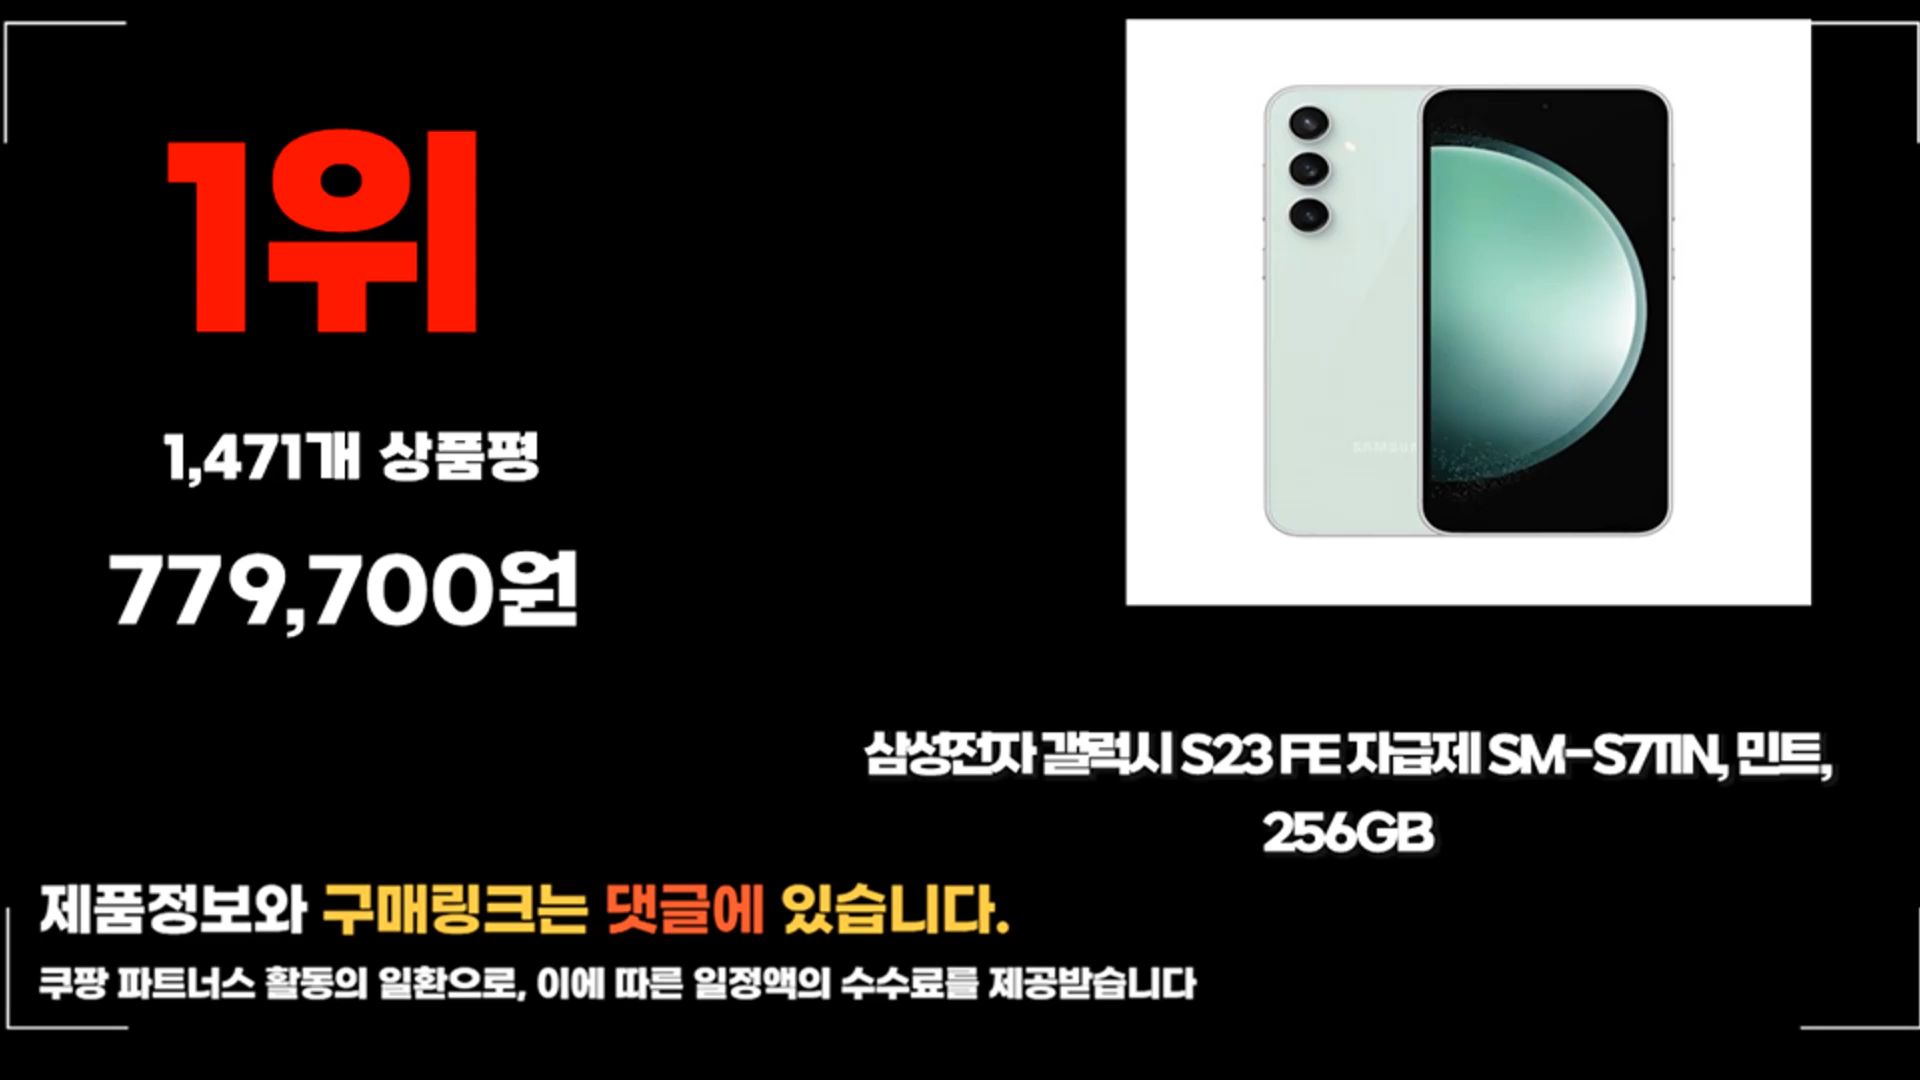 1위
1,471개 상품평
779,700원
SAMSUN
삼성전자 갤럭시 S23 FE 자급제 SM-S711N, 민트,
256GB
제품정보와 구매링크는 댓글에 있습니다.
쿠팡 파트너스 활동의 일환으로, 이에 따른 일정액의 수수료를 제공받습니다